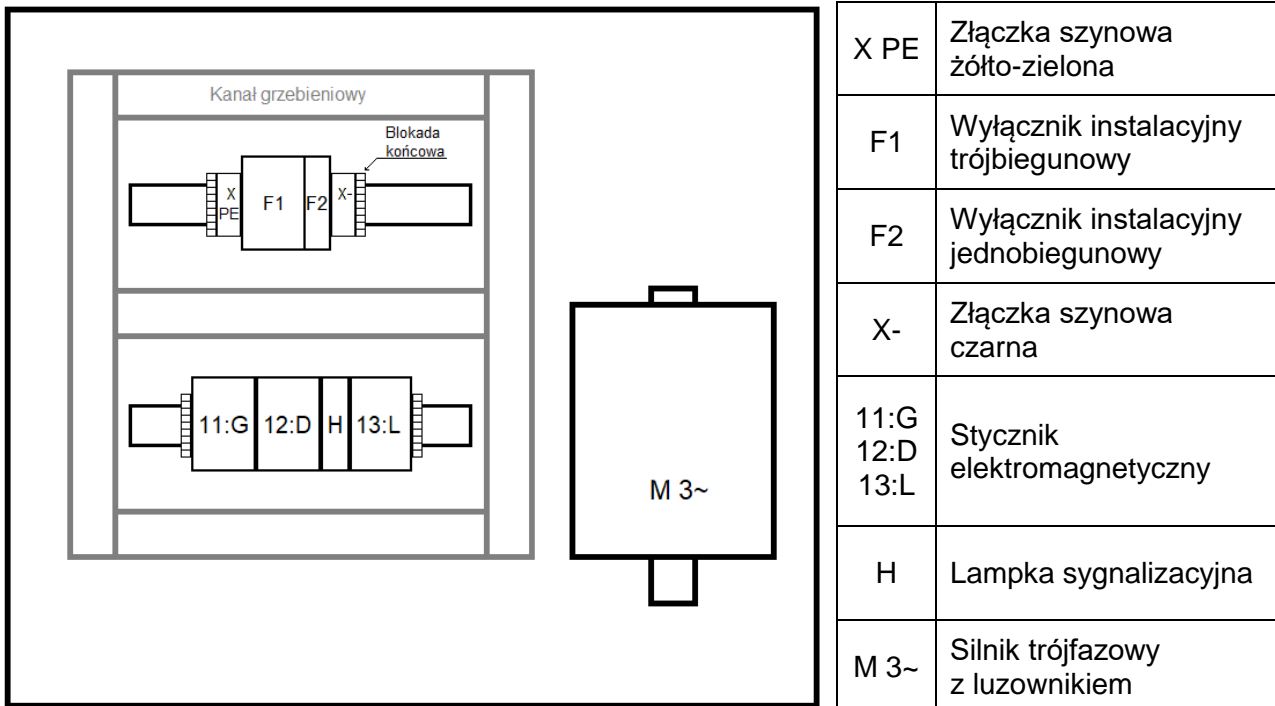 Kanał grzebieniowy
Blokada
końcowa
X
PE
F1
F2
X-
11:G
12:D
H
13:L
M 3~
X PE
Złączka szynowa
żółto-zielona
F1
Wyłącznik instalacyjny
trójbiegunowy
F2
Wyłącznik instalacyjny
jednobiegunowy
X-
Złączka szynowa
czarna
11:G
12:D
13:L
Stycznik
elektromagnetyczny
H
Lampka sygnalizacyjna
M 3~
Silnik trójfazowy
z luzownikiem